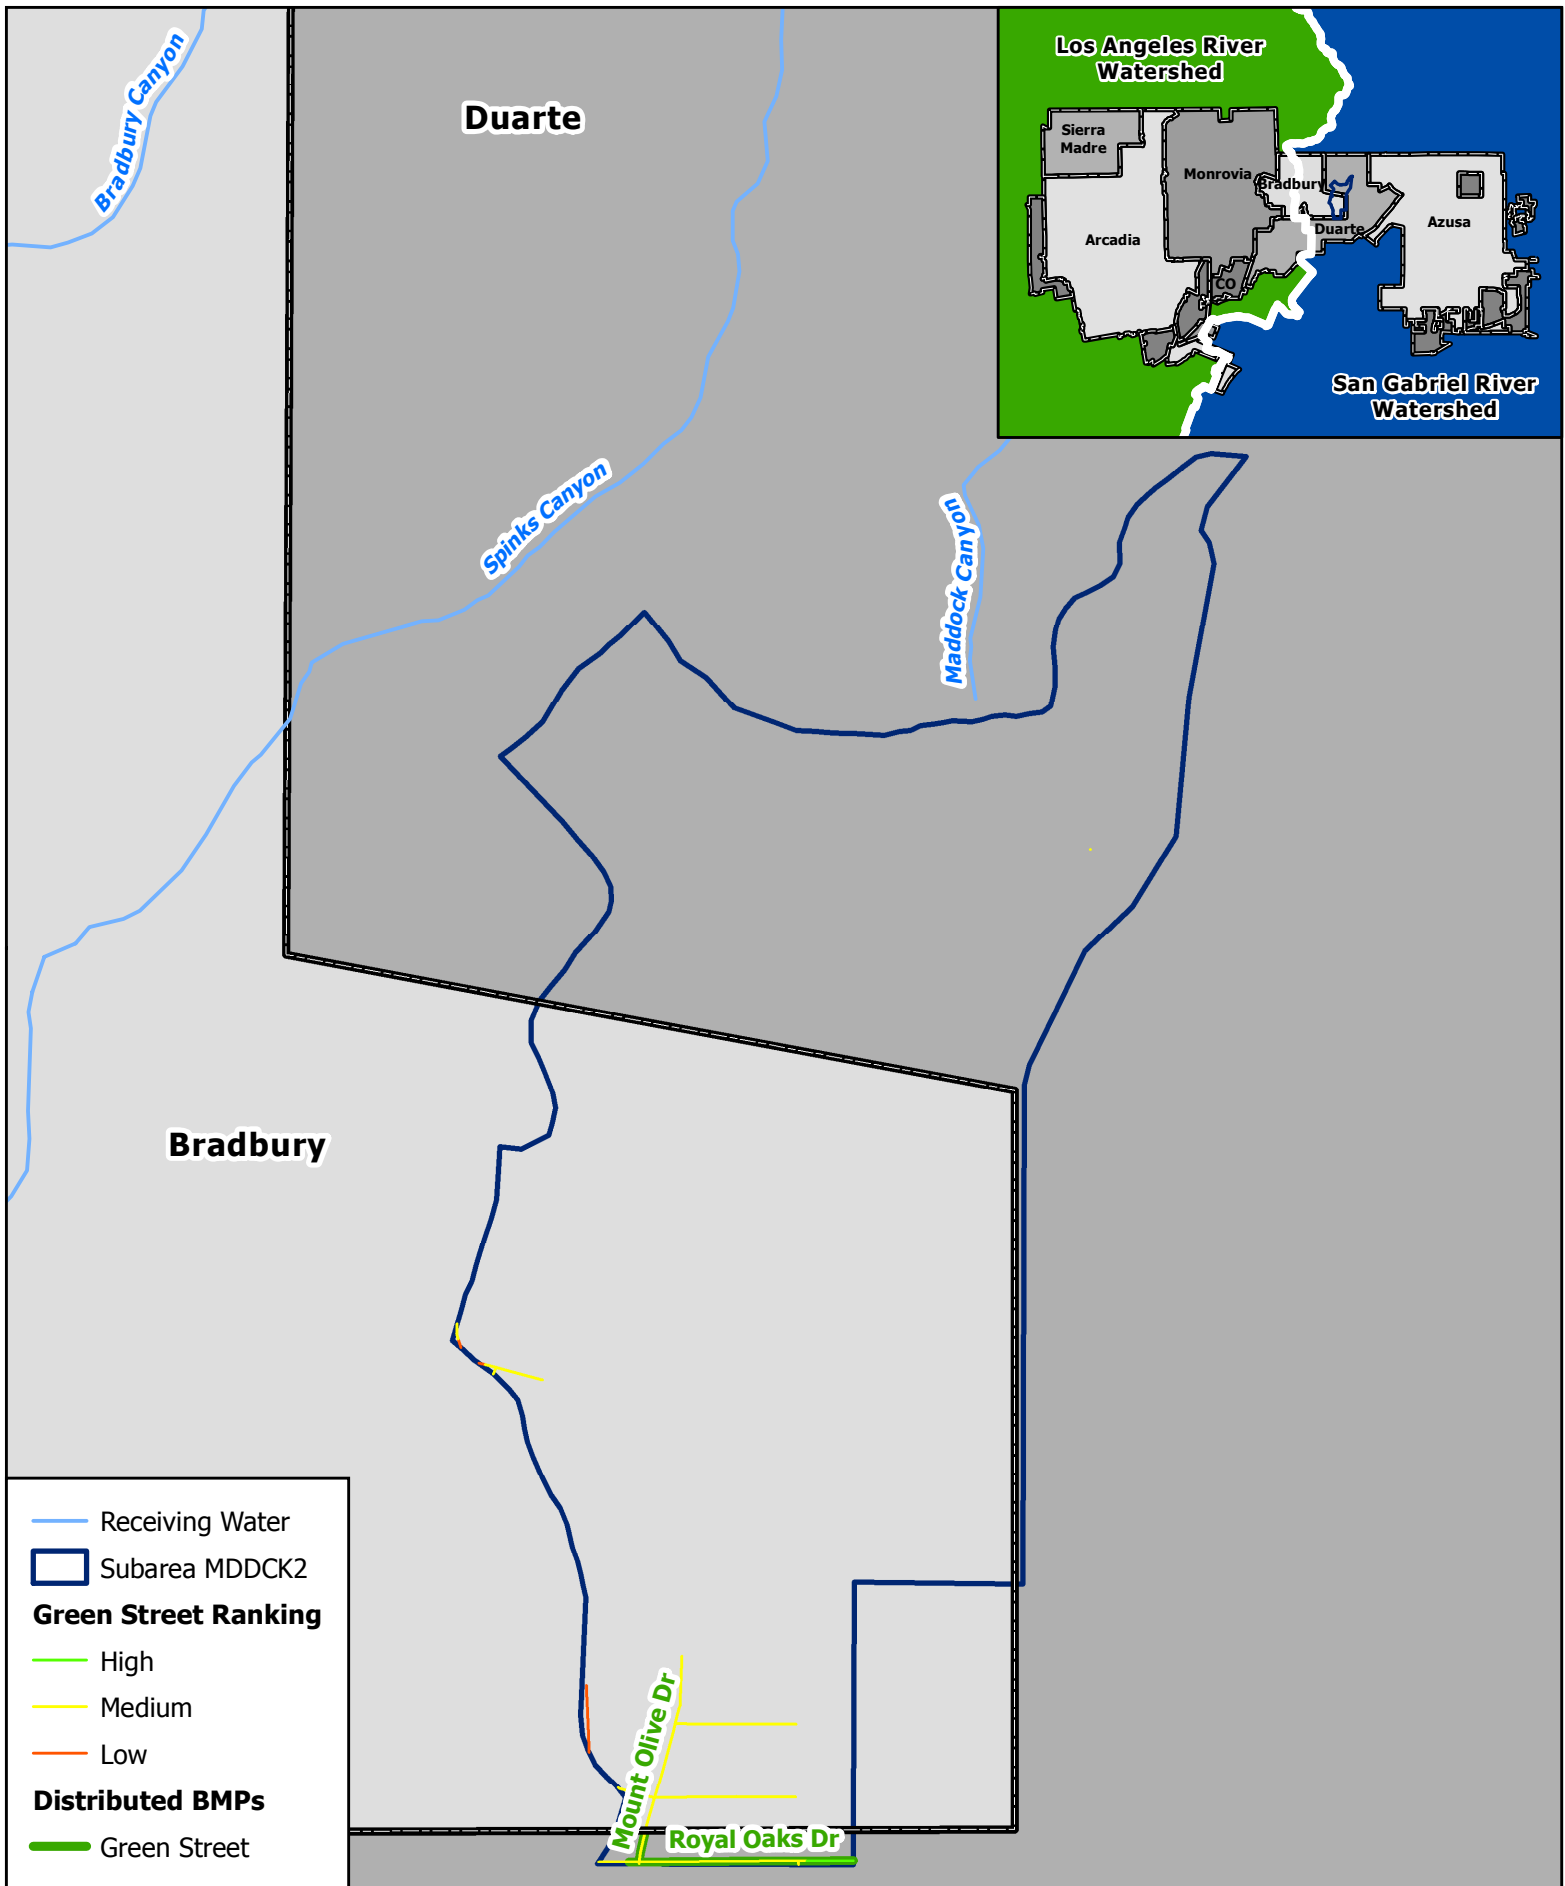 Bradbury Canyon
Duarte
Los Angeles River
Watershed
Sierra
Madre
Monrovia
Bradbury
Arcadia
Duarte
Azusa
CO
San Gabriel River
Watershed
Spinks Canyon
Maddock Canyon
Bradbury
Receiving Water
Subarea MDDCK2
Green Street Ranking
High
Medium
Low
Distributed BMPs
Green Street
Mount Olive Dr
Royal Oaks Dr